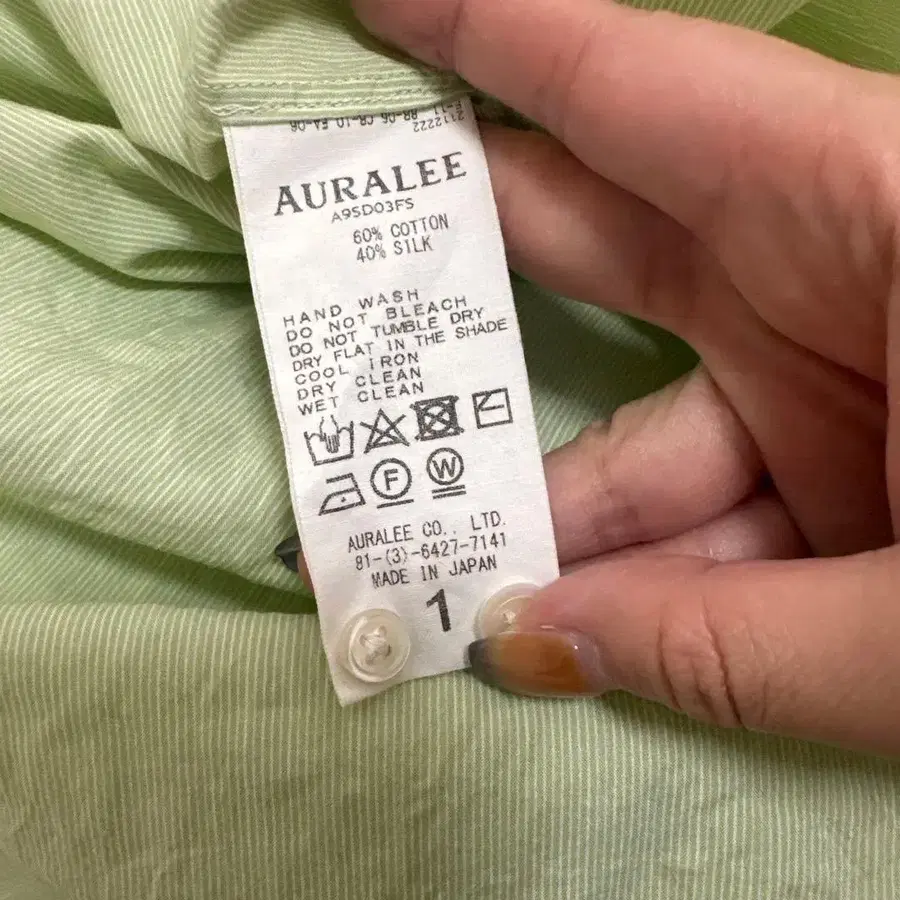 AURALEE
A9SD03FS
60% COTTON
40% SILK
HAND WASH
DO NOT BLEACH
DO NOT TUMBLE DRY
DRY FLAT IN THE SHADE
COOL IRON
DRY CLEAN
WET CLEAN
F W
AURALEE CO., LTD.
81-(3)-6427-7141
MADE IN JAPAN
1